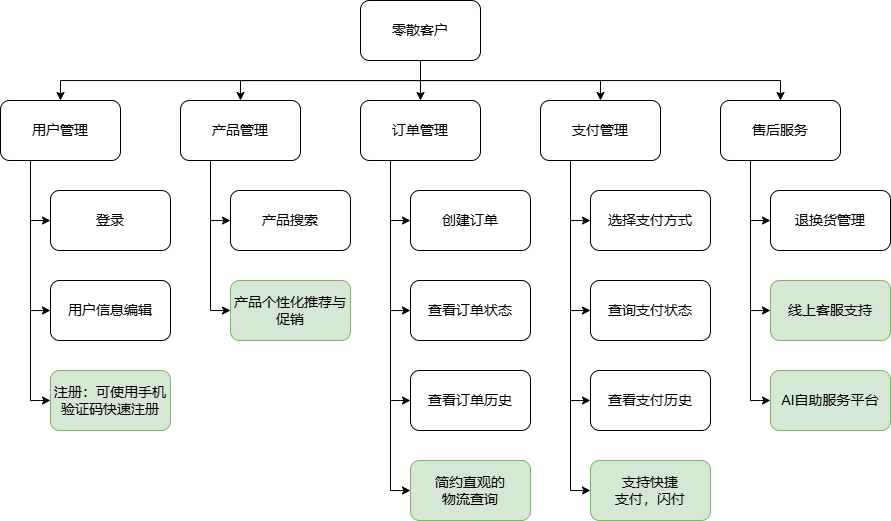 零散客户
用户管理
产品管理
订单管理
支付管理
售后服务
登录
产品搜索
创建订单
选择支付方式
退换货管理
用户信息编辑
产品个性化推荐与
促销
查看订单状态
查询支付状态
线上客服支持
注册：可使用手机
验证码快速注册
查看订单历史
查看支付历史
AI自助服务平台
简约直观的
物流查询
支持快捷
支付，闪付